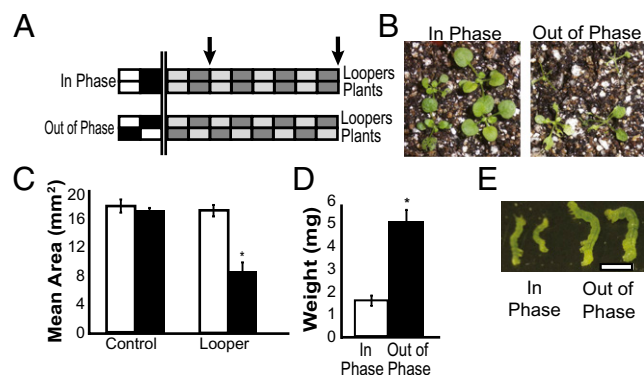 A
In Phase
Loopers
Plants
Out of Phase
Loopers
Plants
B
In Phase
Out of Phase
C
Mean Area (mm²)
20
16
12
8
4
0
*
Control
Looper
D
Weight (mg)
6
5
4
3
2
1
0
*
In
Phase
Out of
Phase
E
In
Phase
Out of
Phase